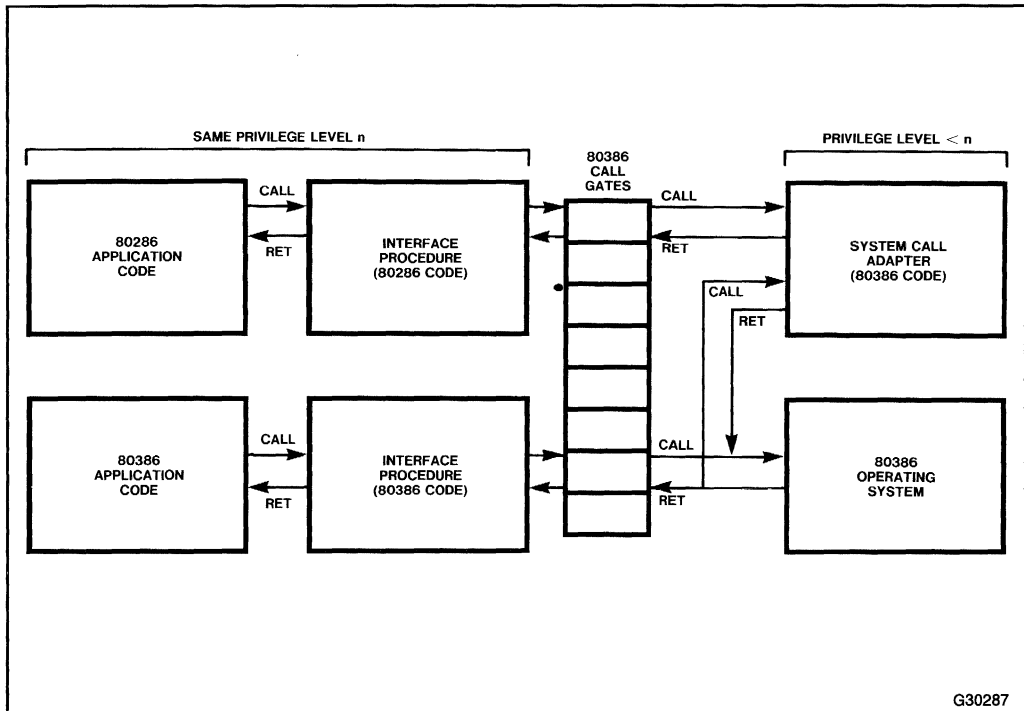 SAME PRIVILEGE LEVEL n
PRIVILEGE LEVEL < n
80386
CALL
GATES
80286
APPLICATION
CODE
CALL
RET
INTERFACE
PROCEDURE
(80286 CODE)
CALL
RET
SYSTEM CALL
ADAPTER
(80386 CODE)
CALL
RET
80386
APPLICATION
CODE
CALL
RET
INTERFACE
PROCEDURE
(80386 CODE)
CALL
RET
80386
OPERATING
SYSTEM
G30287